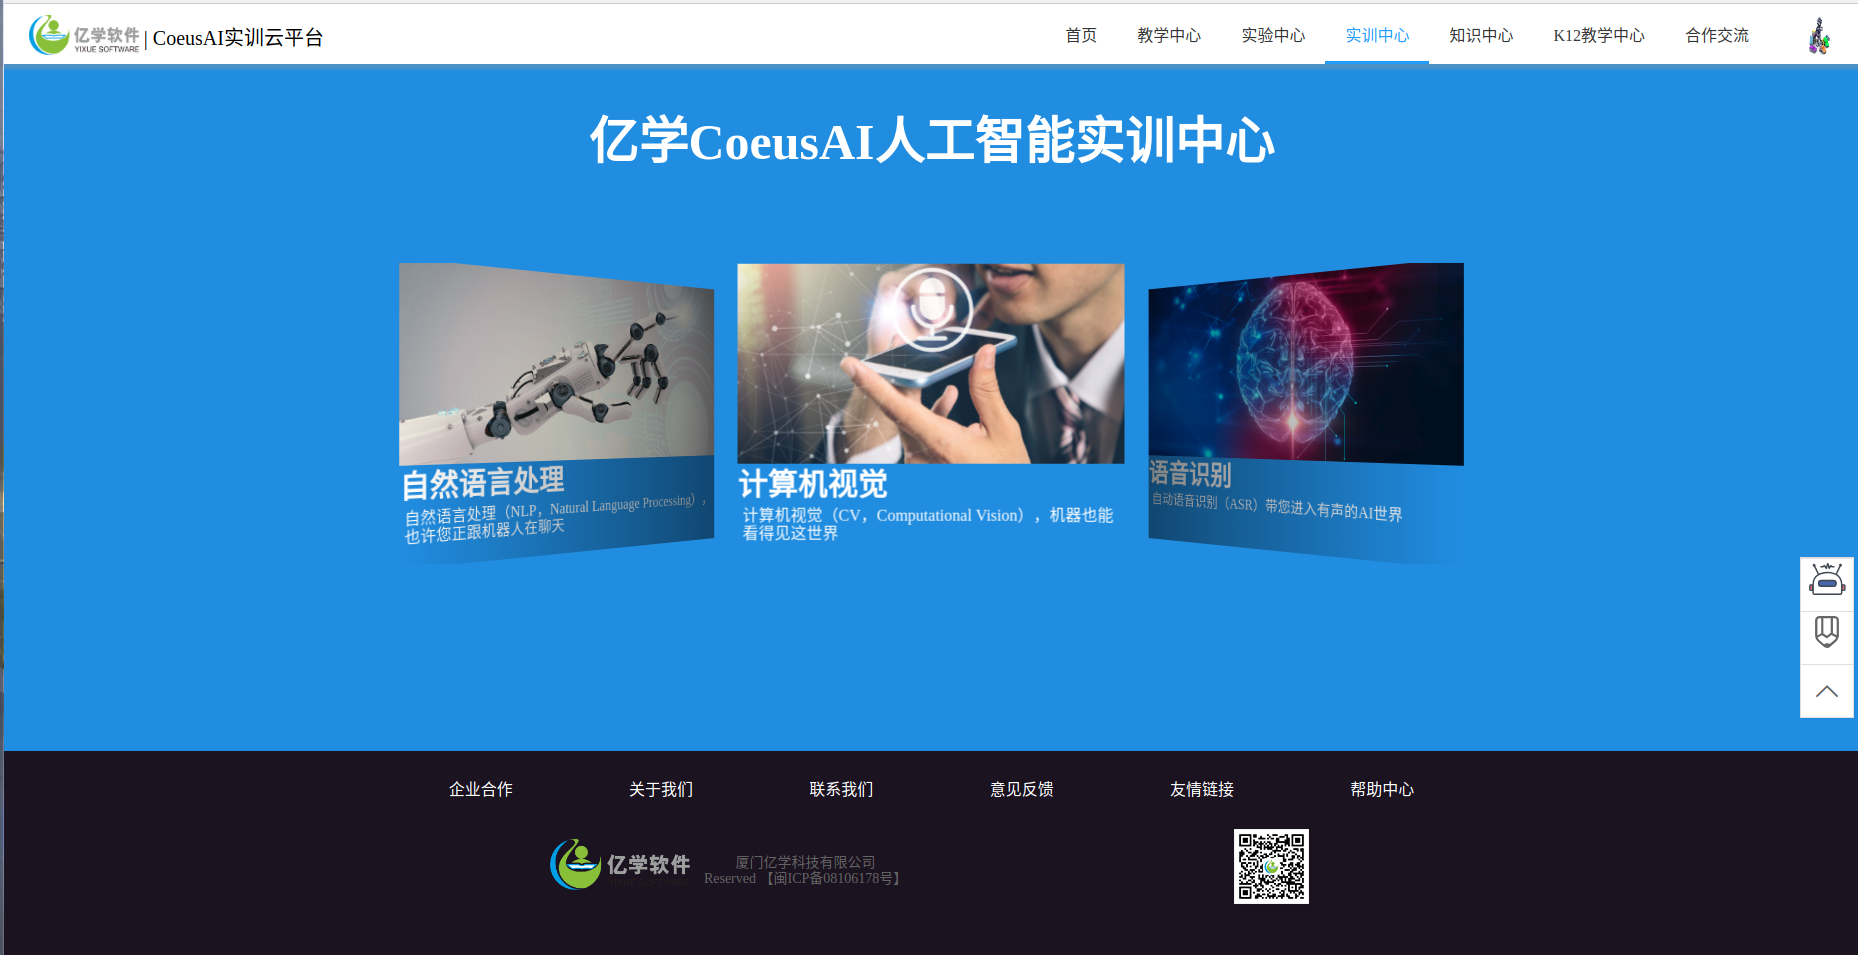 亿学软件
YIXUE SOFTWARE
| CoeusAI实训云平台
首页 教学中心 实验中心 实训中心 知识中心 K12教学中心 合作交流
亿学CoeusAI人工智能实训中心
自然语言处理
自然语言处理（NLP，Natural Language Processing），
也许您正跟机器人在聊天
计算机视觉
计算机视觉（CV，Computational Vision），机器也能
看得见这世界
语音识别
自动语音识别（ASR）带您进入有声的AI世界
企业合作 关于我们 联系我们 意见反馈 友情链接 帮助中心
亿学软件
YIXUE SOFTWARE
厦门亿学科技有限公司
Reserved 【闽ICP备08106178号】